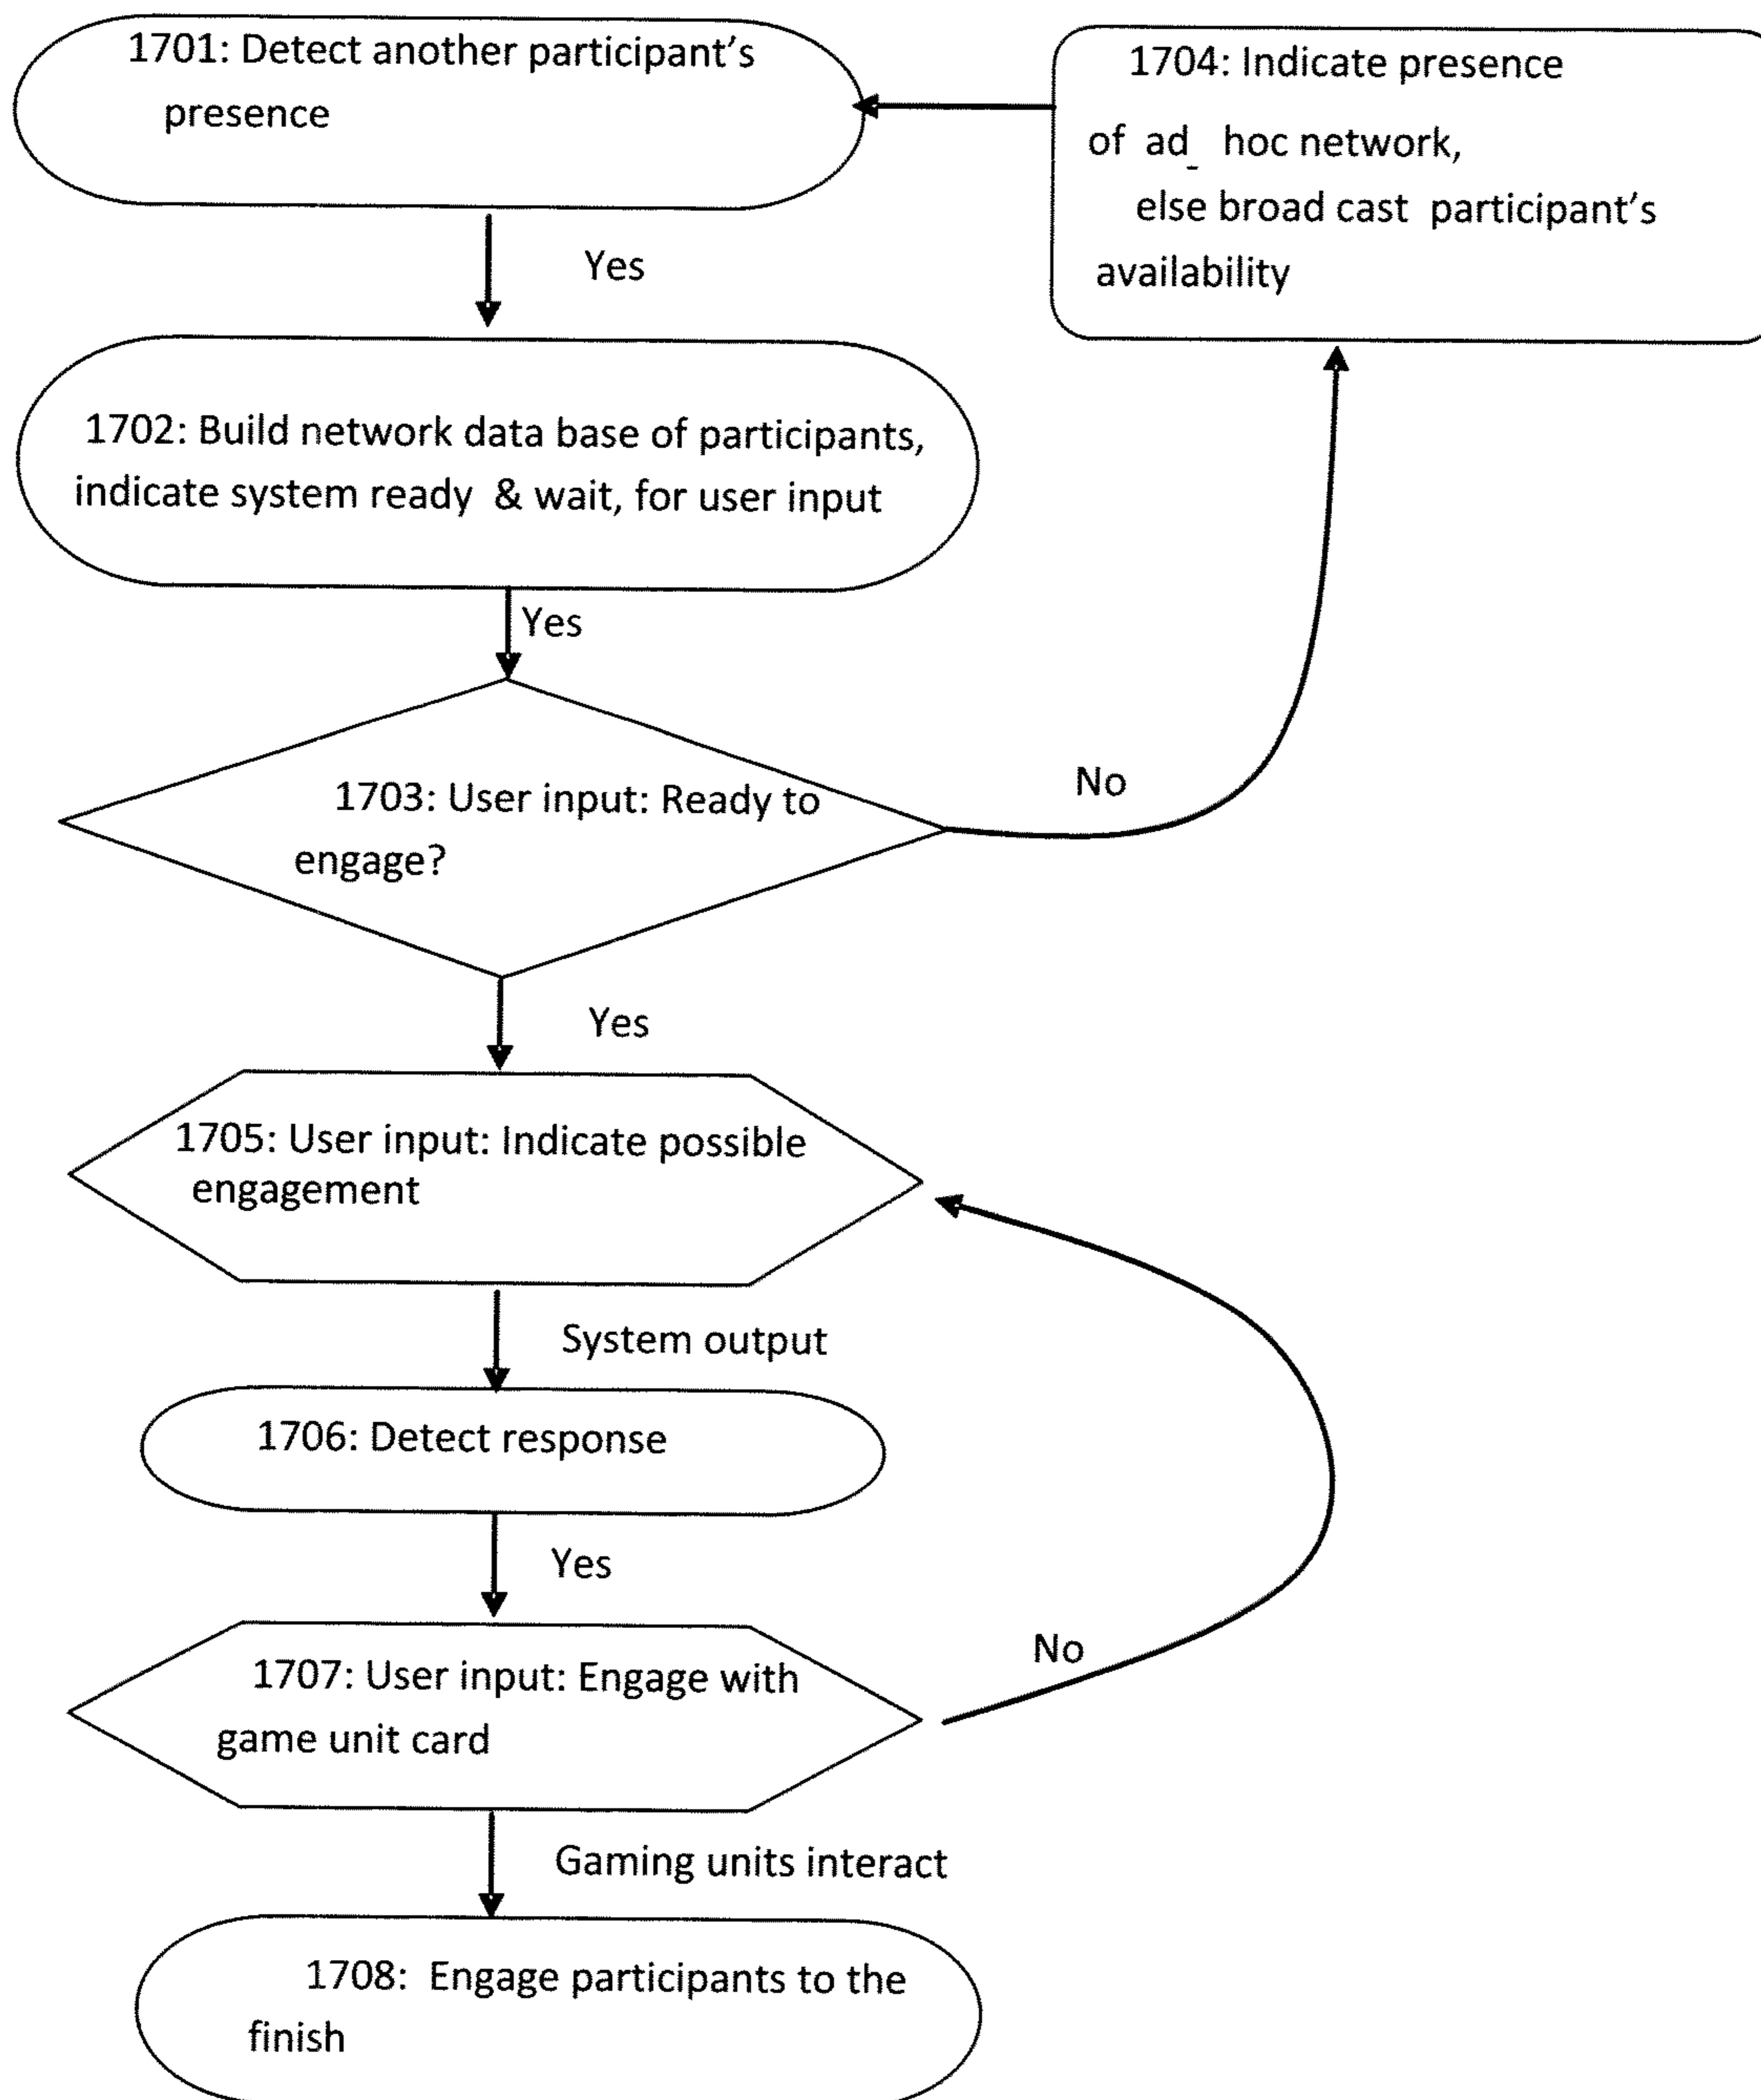 1701: Detect another participant's
presence
1704: Indicate presence
of ad_ hoc network,
else broad cast participant's
availability
Yes
1702: Build network data base of participants,
indicate system ready & wait, for user input
Yes
1703: User input: Ready to
engage?
No
Yes
1705: User input: Indicate possible
engagement
System output
1706: Detect response
Yes
1707: User input: Engage with
game unit card
No
Gaming units interact
1708: Engage participants to the
finish